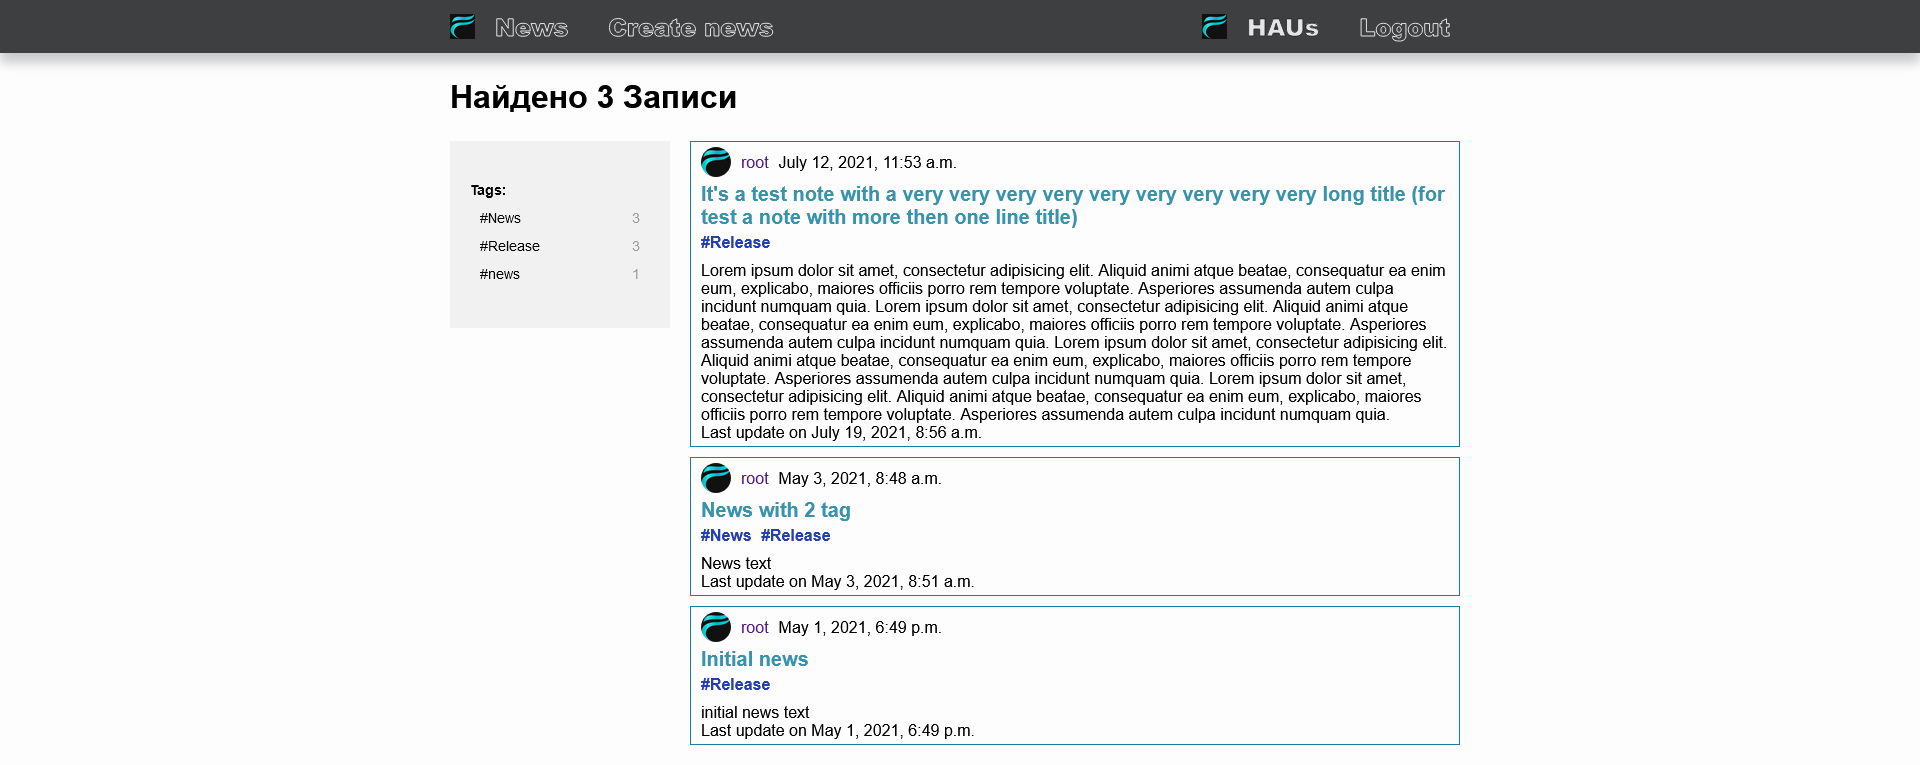 News Create news HAUs Logout
Найдено 3 Записи
Tags:
#News 3
#Release 3
#news 1
root July 12, 2021, 11:53 a.m.
It's a test note with a very very very very very very very very very long title (for
test a note with more then one line title)
#Release
Lorem ipsum dolor sit amet, consectetur adipisicing elit. Aliquid animi atque beatae, consequatur ea enim
eum, explicabo, maiores officiis porro rem tempore voluptate. Asperiores assumenda autem culpa
incidunt numquam quia. Lorem ipsum dolor sit amet, consectetur adipisicing elit. Aliquid animi atque
beatae, consequatur ea enim eum, explicabo, maiores officiis porro rem tempore voluptate. Asperiores
assumenda autem culpa incidunt numquam quia. Lorem ipsum dolor sit amet, consectetur adipisicing elit.
Aliquid animi atque beatae, consequatur ea enim eum, explicabo, maiores officiis porro rem tempore
voluptate. Asperiores assumenda autem culpa incidunt numquam quia. Lorem ipsum dolor sit amet,
consectetur adipisicing elit. Aliquid animi atque beatae, consequatur ea enim eum, explicabo, maiores
officiis porro rem tempore voluptate. Asperiores assumenda autem culpa incidunt numquam quia.
Last update on July 19, 2021, 8:56 a.m.
root May 3, 2021, 8:48 a.m.
News with 2 tag
#News #Release
News text
Last update on May 3, 2021, 8:51 a.m.
root May 1, 2021, 6:49 p.m.
Initial news
#Release
initial news text
Last update on May 1, 2021, 6:49 p.m.